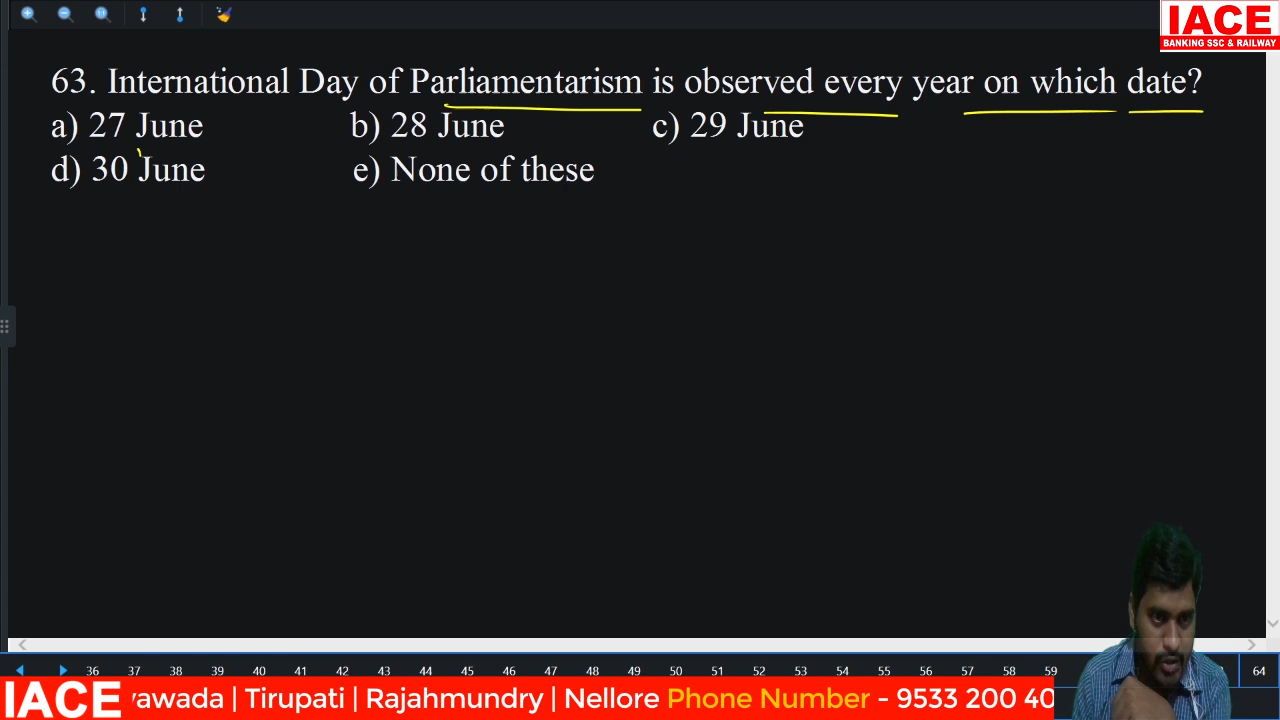 IACE
BANKING SSC & RAILWAY
63. International Day of Parliamentarism is observed every year on which date?
a) 27 June b) 28 June c) 29 June
d) 30 June e) None of these
36 37 38 39 40 41 42 43 44 45 46 47 48 49 50 51 52 53 54 55 56 57 58 59 64
IACE yawada | Tirupati | Rajahmundry | Nellore Phone Number - 9533 200 40